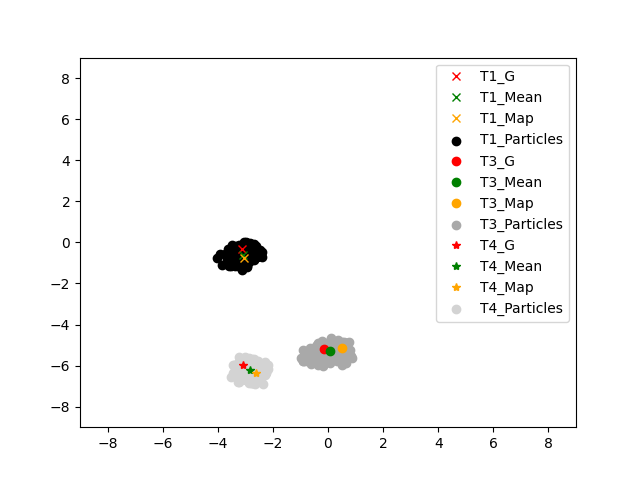 8
6
4
2
0
−2
−4
−6
−8
−8 −6 −4 −2 0 2 4 6 8
T1_G
T1_Mean
T1_Map
T1_Particles
T3_G
T3_Mean
T3_Map
T3_Particles
T4_G
T4_Mean
T4_Map
T4_Particles